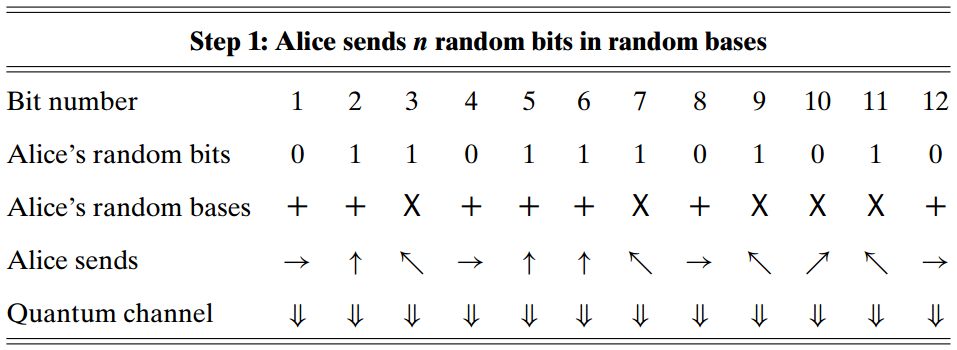 Step 1: Alice sends n random bits in random bases
Bit number 1 2 3 4 5 6 7 8 9 10 11 12
Alice's random bits 0 1 1 0 1 1 1 0 1 0 1 0
Alice's random bases + + X + + + X + X X X +
Alice sends → ↑ ↖ → ↑ ↑ ↖ → ↖ ↗ ↖ →
Quantum channel ⇓ ⇓ ⇓ ⇓ ⇓ ⇓ ⇓ ⇓ ⇓ ⇓ ⇓ ⇓